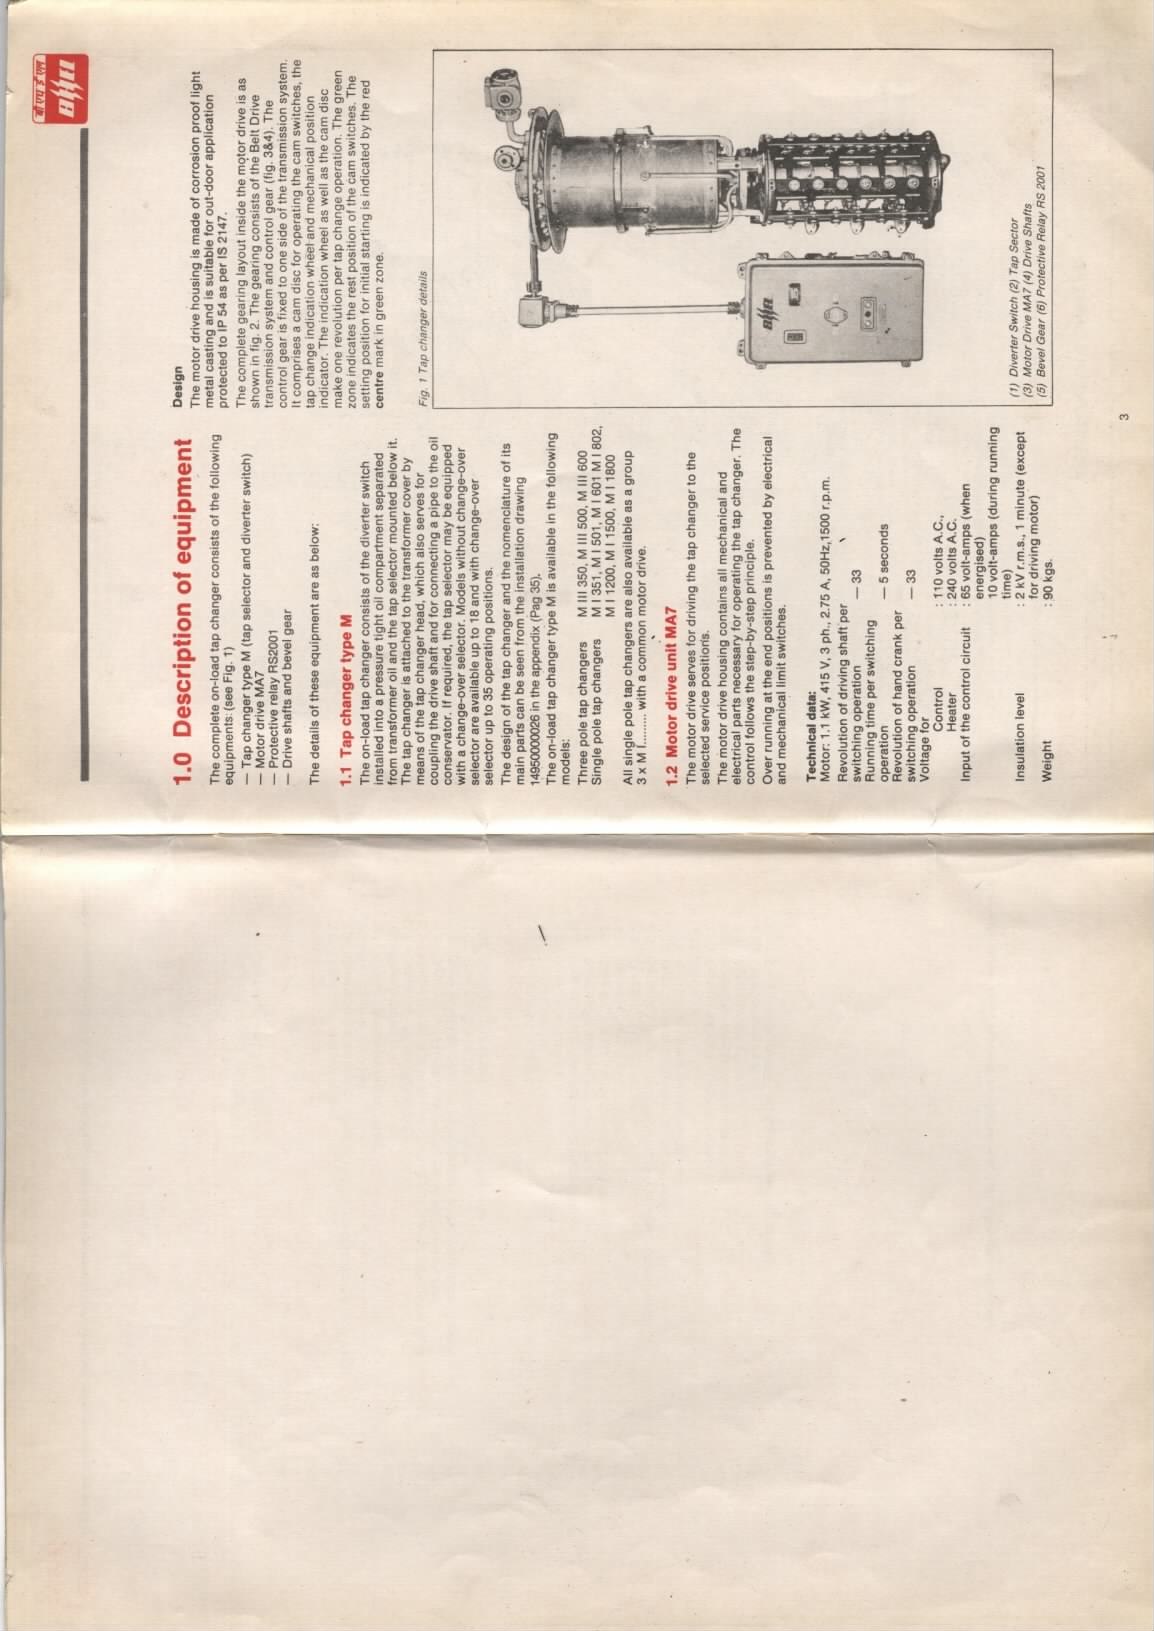 बीएचईएल
1.0 Description of equipment
The complete on-load tap changer consists of the following
equipments: (see Fig. 1)
— Tap changer type M (tap selector and diverter switch)
— Motor drive MA7
— Protective relay RS2001
— Drive shafts and bevel gear
The details of these equipment are as below:
1.1 Tap changer type M
The on-load tap changer consists of the diverter switch
installed into a pressure tight oil compartment separated
from transformer oil and the tap selector mounted below it.
The tap changer is attached to the transformer cover by
means of the tap changer head, which also serves for
coupling the drive shaft and for connecting a pipe to the oil
conservator. If required, the tap selector may be equipped
with a change-over selector. Models without change-over
selector are available up to 18 and with change-over
selector up to 35 operating positions.
The design of the tap changer and the nomenclature of its
main parts can be seen from the installation drawing
14950000026 in the appendix (Pag 35),
The on-load tap changer type M is available in the following
models:
Three pole tap changers M III 350, M III 500, M III 600
Single pole tap changers M I 351, M I 501, M I 601 M I 802,
M I 1200, M I 1500, M I 1800
All single pole tap changers are also available as a group
3 x M I.......... with a common motor drive.
1.2 Motor drive unit MA7
The motor drive serves for driving the tap changer to the
selected service positions.
The motor drive housing contains all mechanical and
electrical parts necessary for operating the tap changer. The
control follows the step-by-step principle.
Over running at the end positions is prevented by electrical
and mechanical limit switches.
Technical data:
Motor: 1.1 kW, 415 V, 3 ph., 2.75 A, 50Hz,1500 r.p.m.
Revolution of driving shaft per
switching operation — 33
Running time per switching
operation — 5 seconds
Revolution of hand crank per
switching operation — 33
Voltage for
Control : 110 volts A.C.,
Heater : 240 volts A.C.
Input of the control circuit : 65 volt-amps (when
energised)
10 volt-amps (during running
time)
Insulation level : 2 kV r.m.s., 1 minute (except
for driving motor)
Weight : 90 kgs.
Design
The motor drive housing is made of corrosion proof light
metal casting and is suitable for out-door application
protected to IP 54 as per IS 2147.
The complete gearing layout inside the motor drive is as
shown in fig. 2. The gearing consists of the Belt Drive
transmission system and control gear (fig. 3&4). The
control gear is fixed to one side of the transmission system.
It comprises a cam disc for operating the cam switches, the
tap change indication wheel and mechanical position
indicator. The indication wheel as well as the cam disc
make one revolution per tap change operation. The green
zone indicates the rest position of the cam switches. The
setting position for initial starting is indicated by the red
centre mark in green zone.
Fig. 1 Tap changer details
(1) Diverter Switch (2) Tap Sector
(3) Motor Drive MA7 (4) Drive Shafts
(5) Bevel Gear (6) Protective Relay RS 2001
3